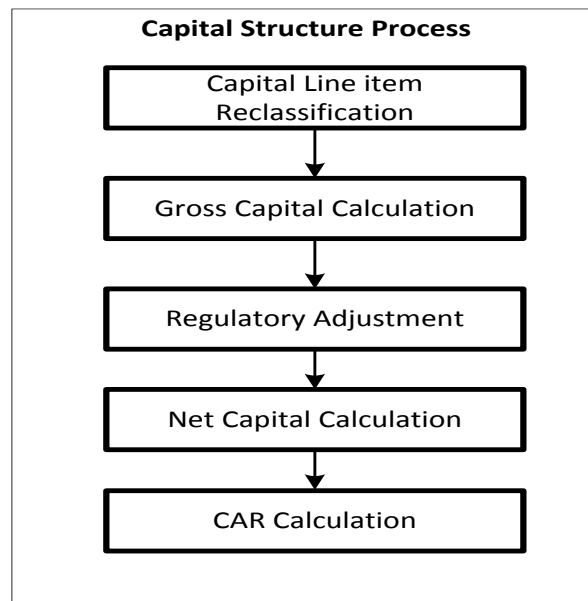 Capital Structure Process
Capital Line item
Reclassification
Gross Capital Calculation
Regulatory Adjustment
Net Capital Calculation
CAR Calculation